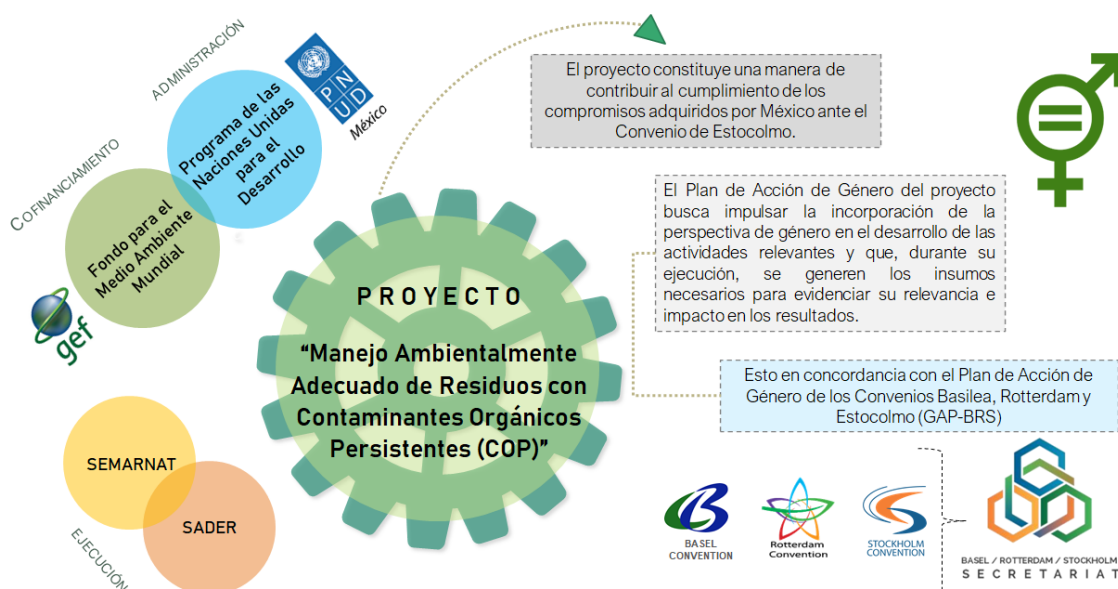 ADMINISTRACIÓN
Programa de las
Naciones Unidas
para el
Desarrollo
P N
U D
México
COFINANCIAMIENTO
Fondo para el
Medio Ambiente
Mundial
gef
El proyecto constituye una manera de
contribuir al cumplimiento de los
compromisos adquiridos por México ante el
Convenio de Estocolmo.
El Plan de Acción de Género del proyecto
busca impulsar la incorporación de la
perspectiva de género en el desarrollo de las
actividades relevantes y que, durante su
ejecución, se generen los insumos
necesarios para evidenciar su relevancia e
impacto en los resultados.
PROYECTO
“Manejo Ambientalmente
Adecuado de Residuos con
Contaminantes Orgánicos
Persistentes (COP)”
Esto en concordancia con el Plan de Acción de
Género de los Convenios Basilea, Rotterdam y
Estocolmo (GAP-BRS)
SEMARNAT
SADER
EJECUCIÓN
BASEL
CONVENTION
Rotterdam
Convention
STOCKHOLM
CONVENTION
BASEL / ROTTERDAM / STOCKHOLM
SECRETARIAT